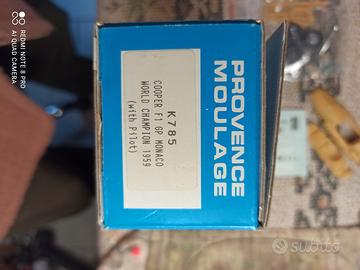 REDMI NOTE 8 PRO
AI QUAD CAMERA
PROVENCE
MOULAGE
K785
COOPER F1 GP MONACO
WORLD CHAMPION 1959
(with Pilot)
subito